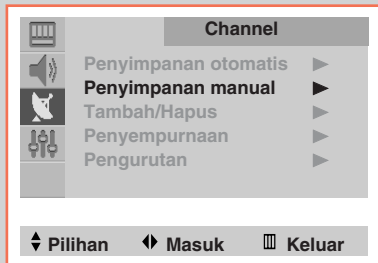 Channel
Penyimpanan otomatis ▶
Penyimpanan manual ▶
Tambah/Hapus ▶
Penyempurnaan ▶
Pengurutan ▶
Pilihan Masuk Keluar